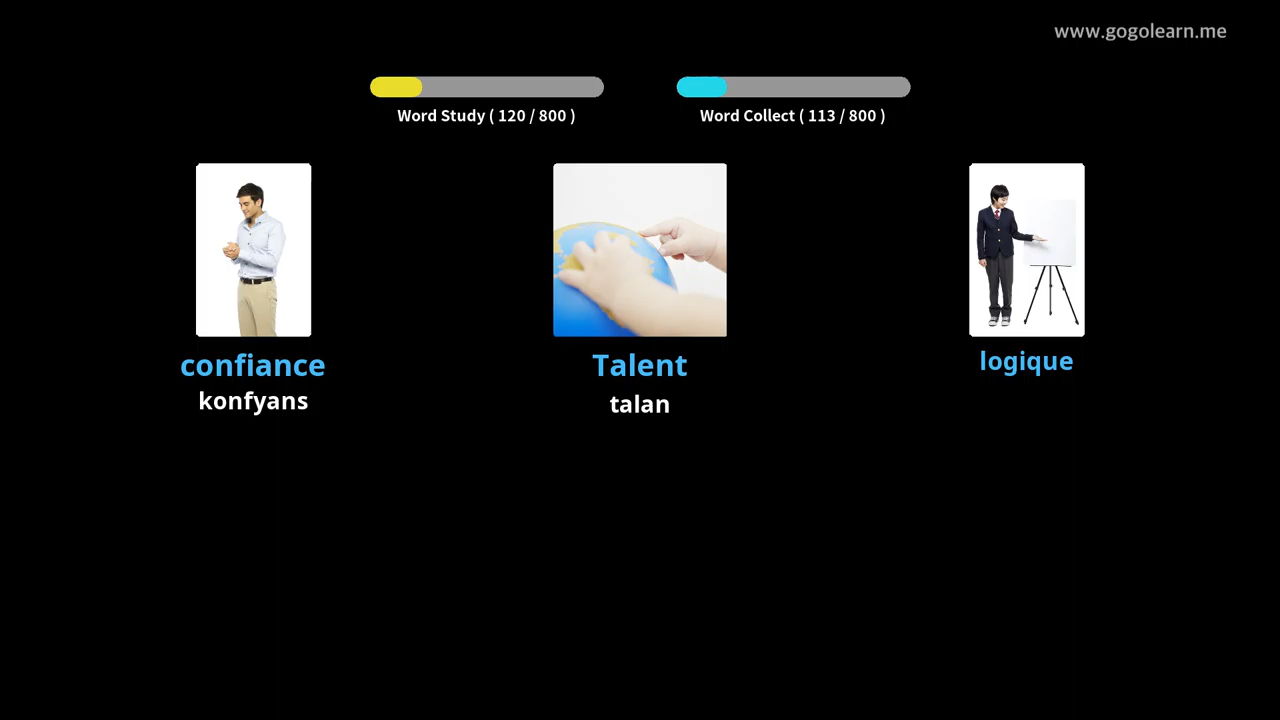 www.gogolearn.me
Word Study ( 120 / 800 )
Word Collect ( 113 / 800 )
confiance
konfyans
Talent
talan
logique